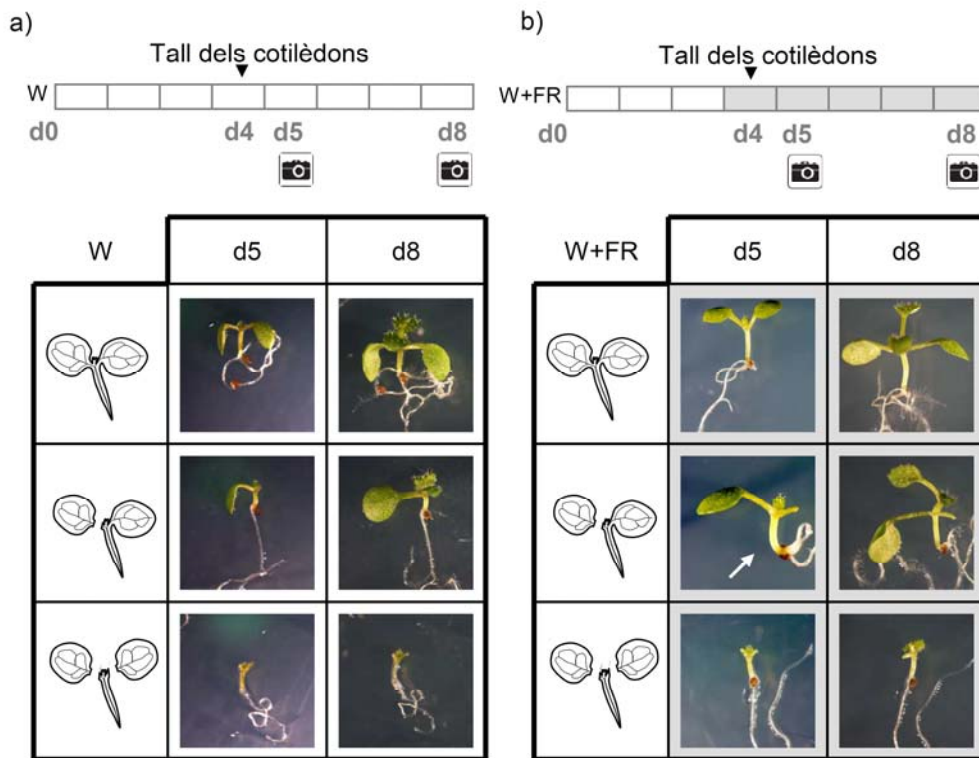 a)
Tall dels cotilèdons
W
d0 d4 d5 d8
W d5 d8
b)
Tall dels cotilèdons
W+FR
d0 d4 d5 d8
W+FR d5 d8